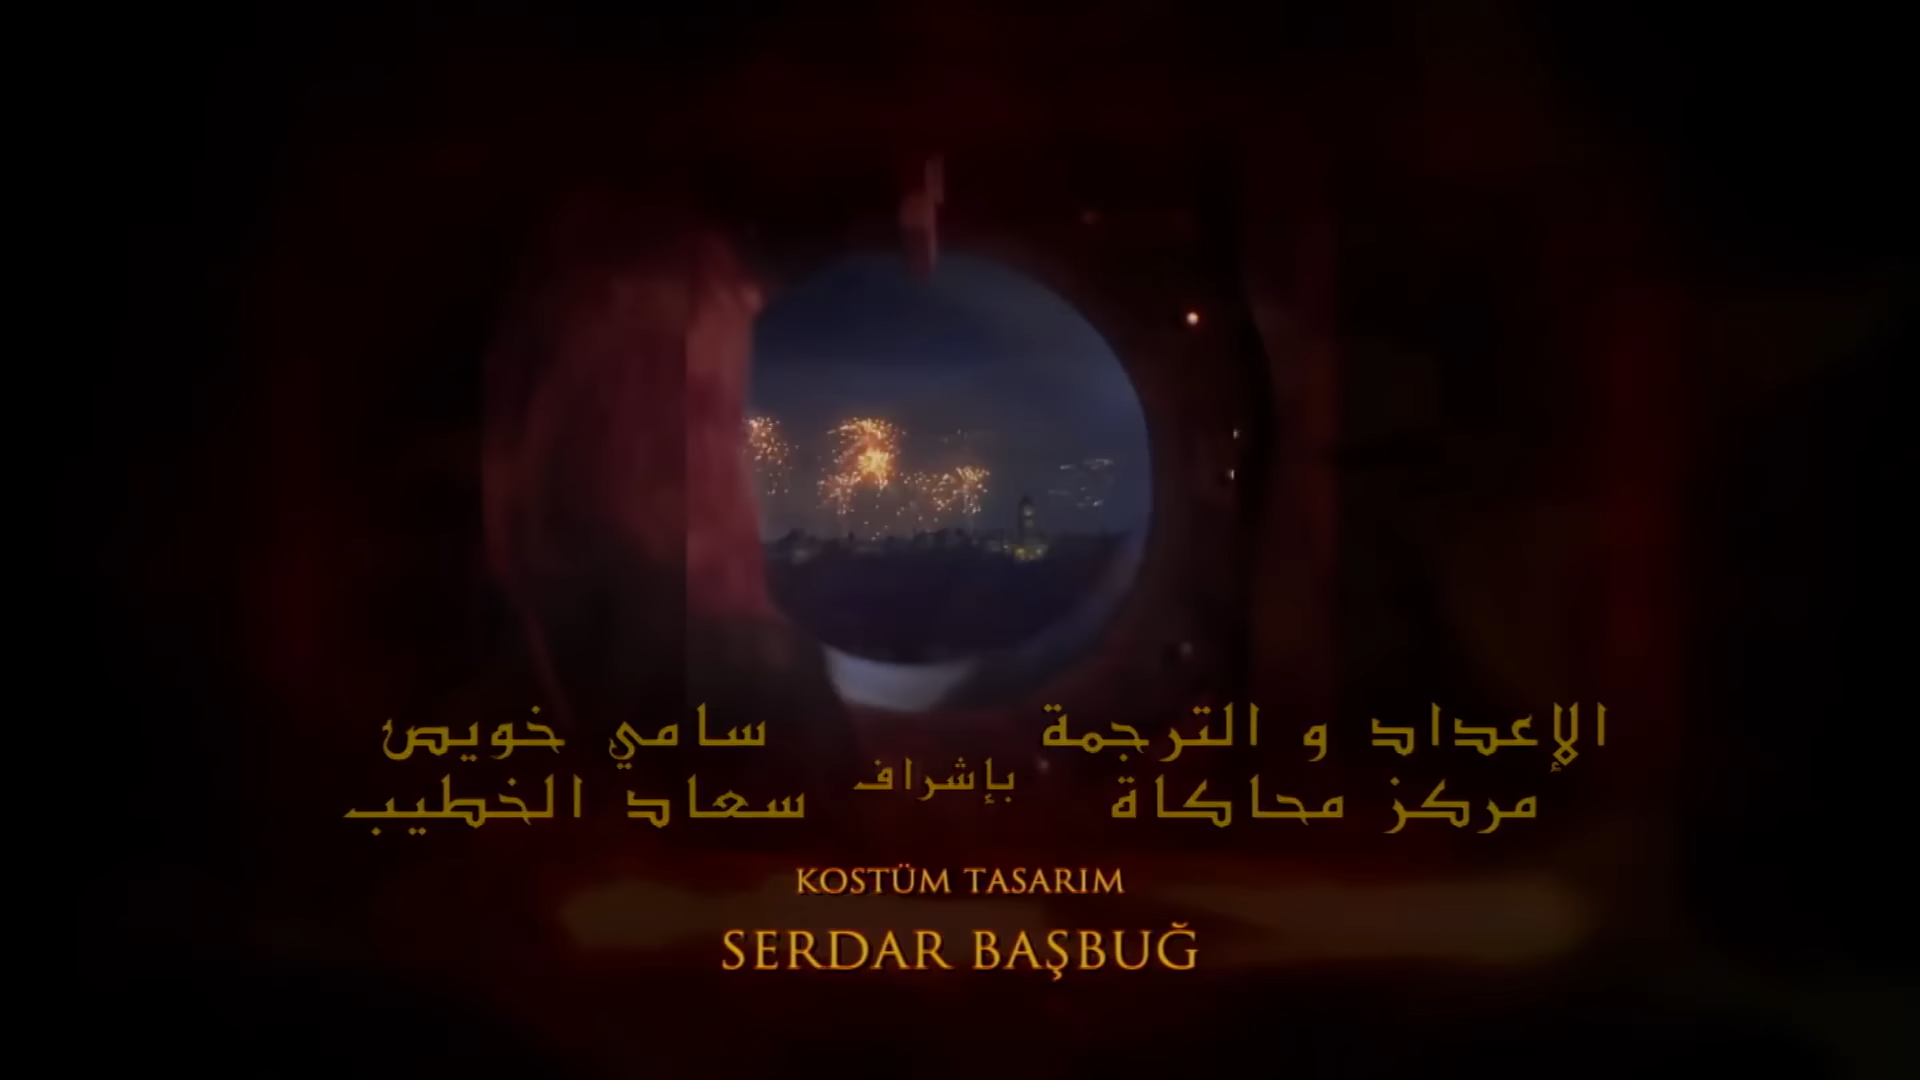 الإعداد و الترجمة
مركز محاكاة
بإشراف
سامي خويص
سعاد الخطيب
KOSTÜM TASARIM
SERDAR BAŞBUĞ